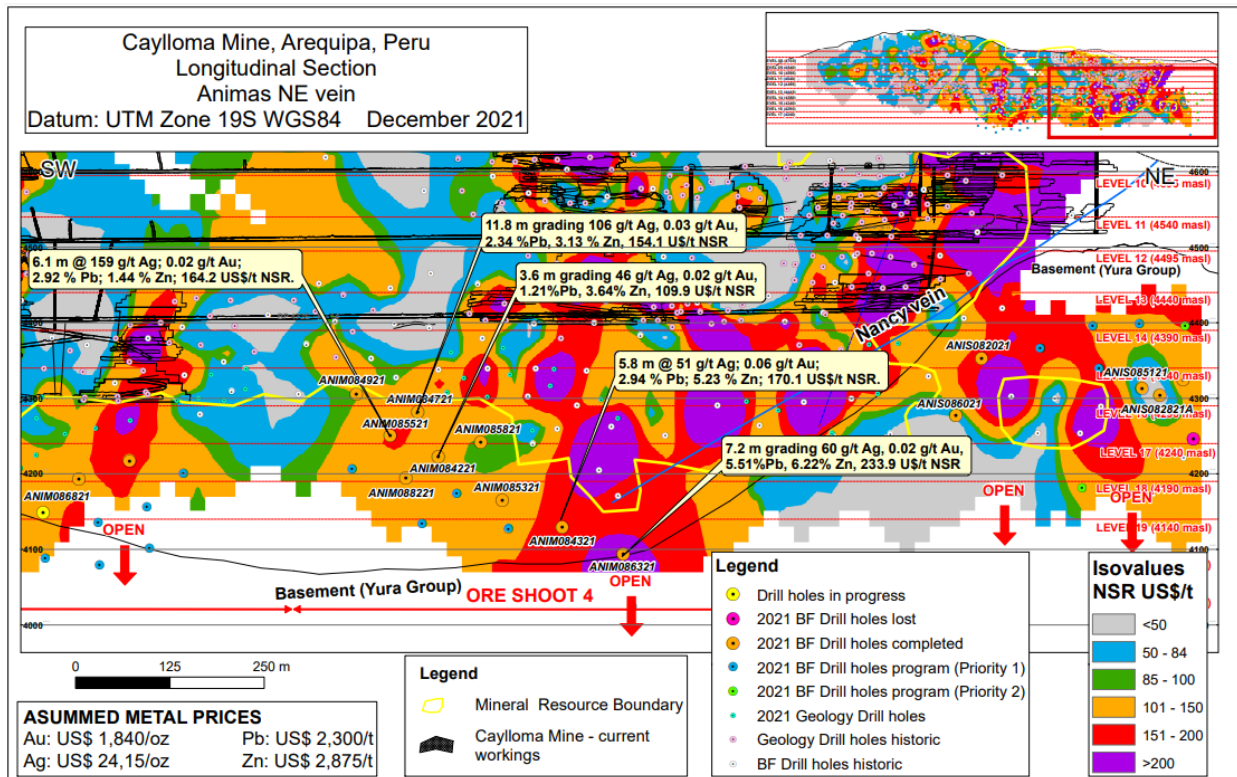 Caylloma Mine, Arequipa, Peru
Longitudinal Section
Animas NE vein
Datum: UTM Zone 19S WGS84 December 2021
SW
NE
4600
LEVEL 11 (4540 masl)
4500
4500
LEVEL 12 (4495 masl)
Basement (Yura Group)
LEVEL 13 (4440 masl)
4400
4400
LEVEL 14 (4390 masl)
4300
4300
LEVEL 17 (4240 masl)
4200
4200
LEVEL 18 (4190 masl)
LEVEL 19 (4140 masl)
4100
4100
4000
4000
11.8 m grading 106 g/t Ag, 0.03 g/t Au,
2.34 %Pb, 3.13 % Zn, 154.1 U$/t NSR
6.1 m @ 159 g/t Ag; 0.02 g/t Au;
2.92 % Pb; 1.44 % Zn; 164.2 US$/t NSR.
3.6 m grading 46 g/t Ag, 0.02 g/t Au,
1.21%Pb, 3.64% Zn, 109.9 U$/t NSR
5.8 m @ 51 g/t Ag; 0.06 g/t Au;
2.94 % Pb; 5.23 % Zn; 170.1 US$/t NSR.
7.2 m grading 60 g/t Ag, 0.02 g/t Au,
5.51%Pb, 6.22% Zn, 233.9 U$/t NSR
Nancy vein
ANIM084921
ANIM084721
ANIM085521
ANIM085821
ANIM084221
ANIM088221
ANIM085321
ANIM086821
ANIM084321
ANIM086321
ANIS082021
ANIS085121
ANIS086021
ANIS082821A
OPEN
OPEN
OPEN
OPEN
Basement (Yura Group)
ORE SHOOT 4
0 125 250 m
ASUMMED METAL PRICES
Au: US$ 1,840/oz Pb: US$ 2,300/t
Ag: US$ 24,15/oz Zn: US$ 2,875/t
Legend
Mineral Resource Boundary
Caylloma Mine - current
workings
Legend
Drill holes in progress
2021 BF Drill holes lost
2021 BF Drill holes completed
2021 BF Drill holes program (Priority 1)
2021 BF Drill holes program (Priority 2)
2021 Geology Drill holes
Geology Drill holes historic
BF Drill holes historic
Isovalues
NSR US$/t
<50
50 - 84
85 - 100
101 - 150
151 - 200
>200